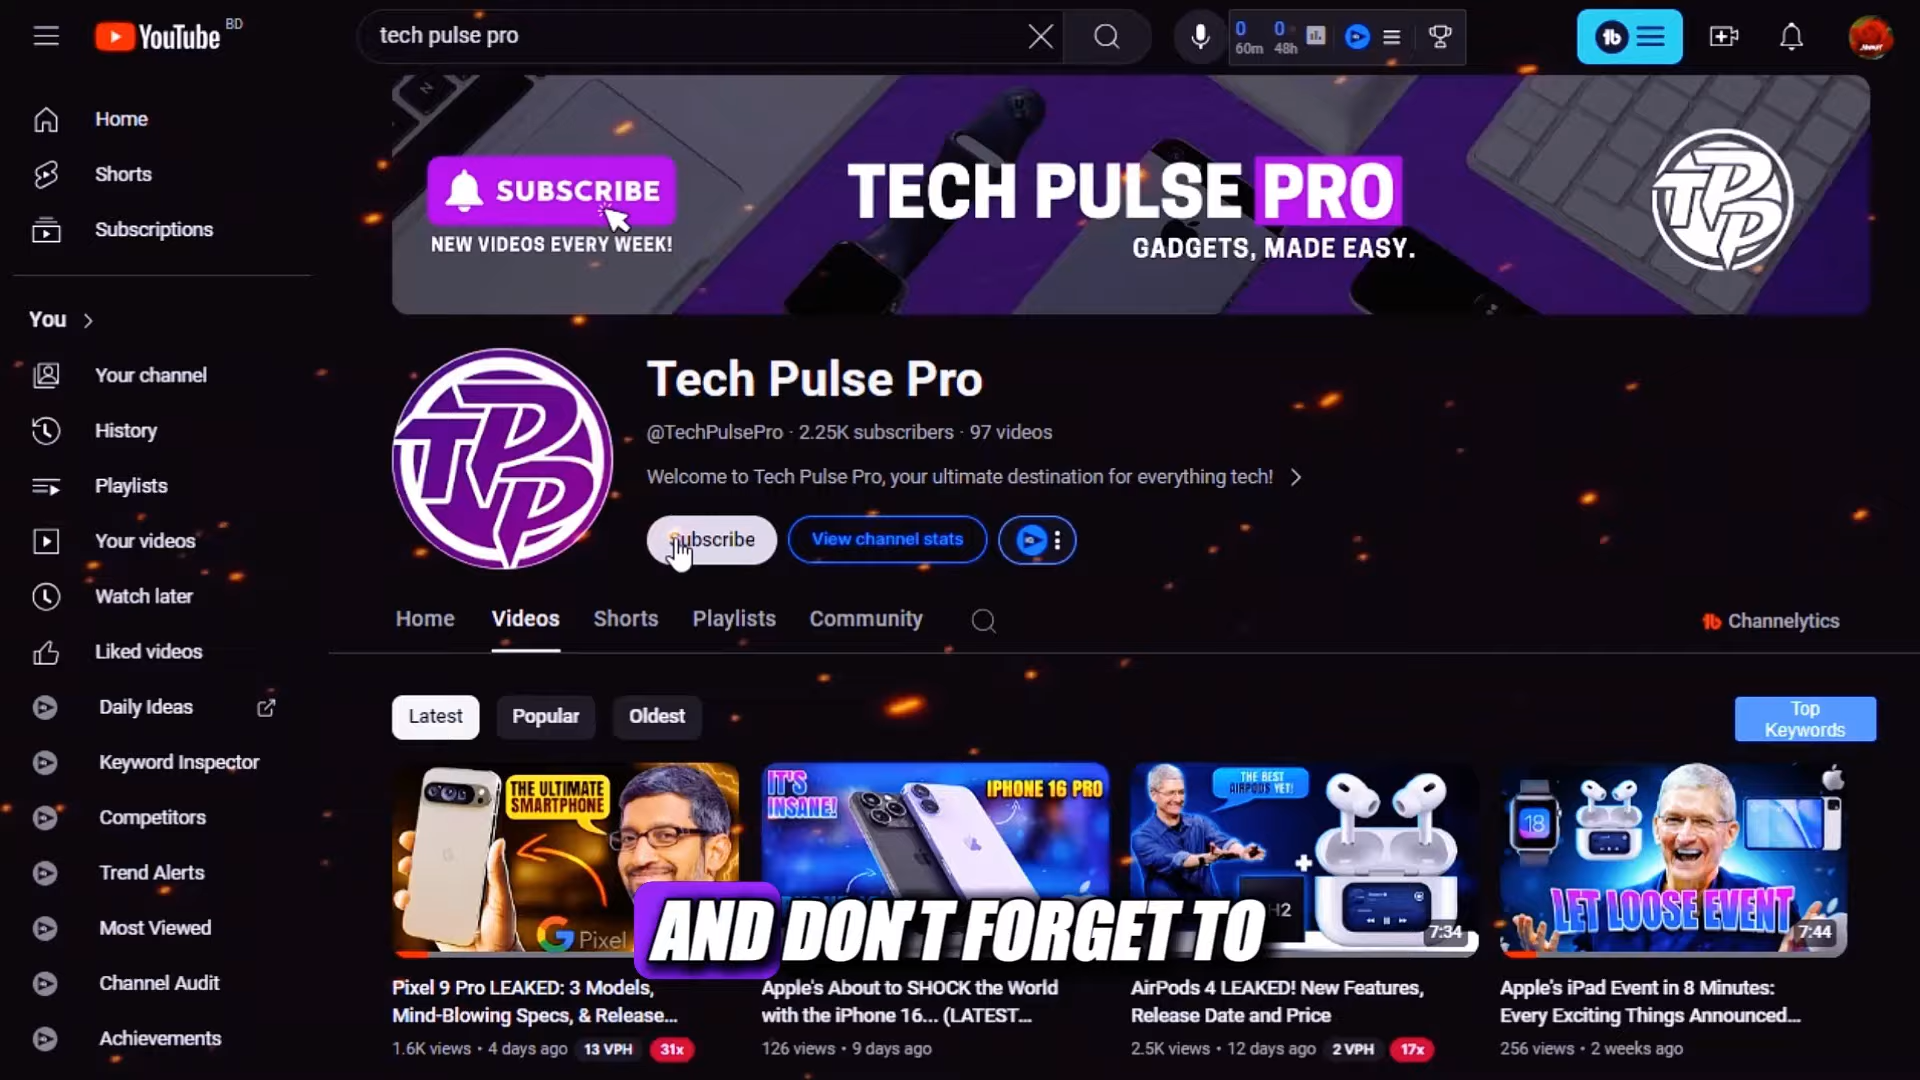 YouTube BD
tech pulse pro
0 0
60m 48h
Home
Shorts
Subscriptions
You
Your channel
History
Playlists
Your videos
Watch later
Liked videos
Daily Ideas
Keyword Inspector
Competitors
Trend Alerts
Most Viewed
Channel Audit
Achievements
SUBSCRIBE
NEW VIDEOS EVERY WEEK!
TECH PULSE PRO
GADGETS, MADE EASY.
TPP
TPP
Tech Pulse Pro
@TechPulsePro · 2.25K subscribers · 97 videos
Welcome to Tech Pulse Pro, your ultimate destination for everything tech!
Subscribe
View channel stats
Home Videos Shorts Playlists Community
Channelytics
Latest Popular Oldest
Top
Keywords
THE ULTIMATE
SMARTPHONE
G Pixel
IT'S
INSANE!
IPHONE 16 PRO
THE BEST
AIRPODS YET!
H2
7:34
18
LET LOOSE EVENT
7:44
AND DON'T FORGET TO
Pixel 9 Pro LEAKED: 3 Models,
Mind-Blowing Specs, & Release...
1.6K views • 4 days ago 13 VPH 31x
Apple's About to SHOCK the World
with the iPhone 16... (LATEST...
126 views • 9 days ago
AirPods 4 LEAKED! New Features,
Release Date and Price
2.5K views • 12 days ago 2 VPH 17x
Apple's iPad Event in 8 Minutes:
Every Exciting Things Announced...
256 views • 2 weeks ago